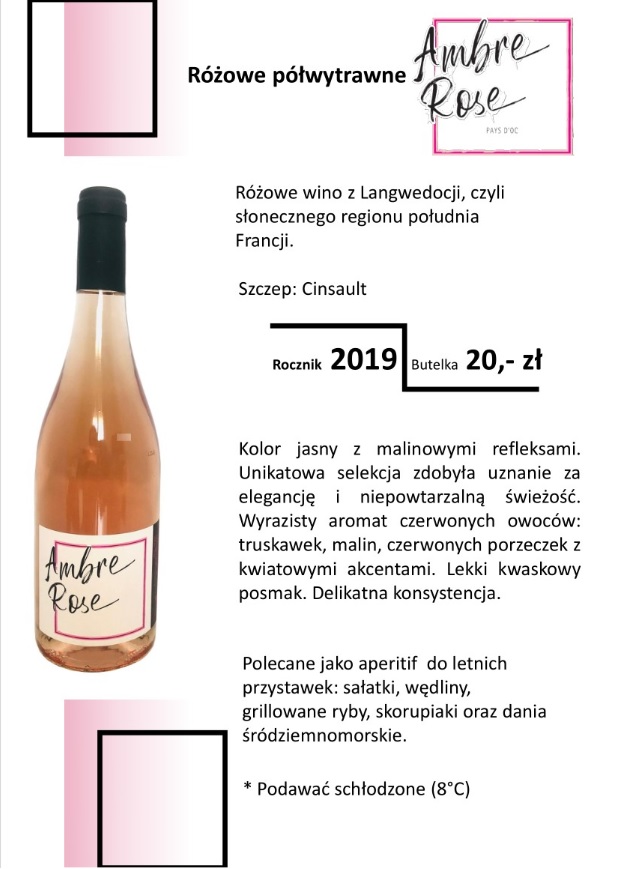 Różowe półwytrawne
Ambre
Rose
PAYS D'OC
Różowe wino z Langwedocji, czyli
słonecznego regionu południa
Francji.
Szczep: Cinsault
Rocznik 2019
Butelka 20,- zł
Kolor jasny z malinowymi refleksami.
Unikatowa selekcja zdobyła uznanie za
elegancję i niepowtarzalną świeżość.
Wyrazisty aromat czerwonych owoców:
truskawek, malin, czerwonych porzeczek z
kwiatowymi akcentami. Lekki kwaskowy
posmak. Delikatna konsystencja.
Ambre
Rose
Polecane jako aperitif do letnich
przystawek: sałatki, wędliny,
grillowane ryby, skorupiaki oraz dania
śródziemnomorskie.
* Podawać schłodzone (8°C)